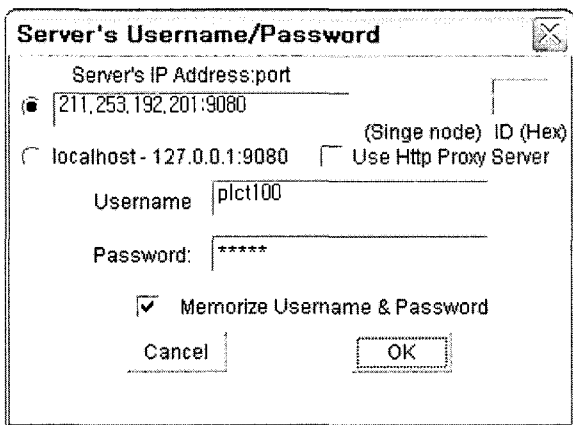 Server's Username/Password
Server's IP Address:port
211,253,192,201:9080
(Singe node) ID (Hex)
localhost - 127.0.0.1:9080 Use Http Proxy Server
Username plct100
Password: *****
Memorize Username & Password
Cancel OK